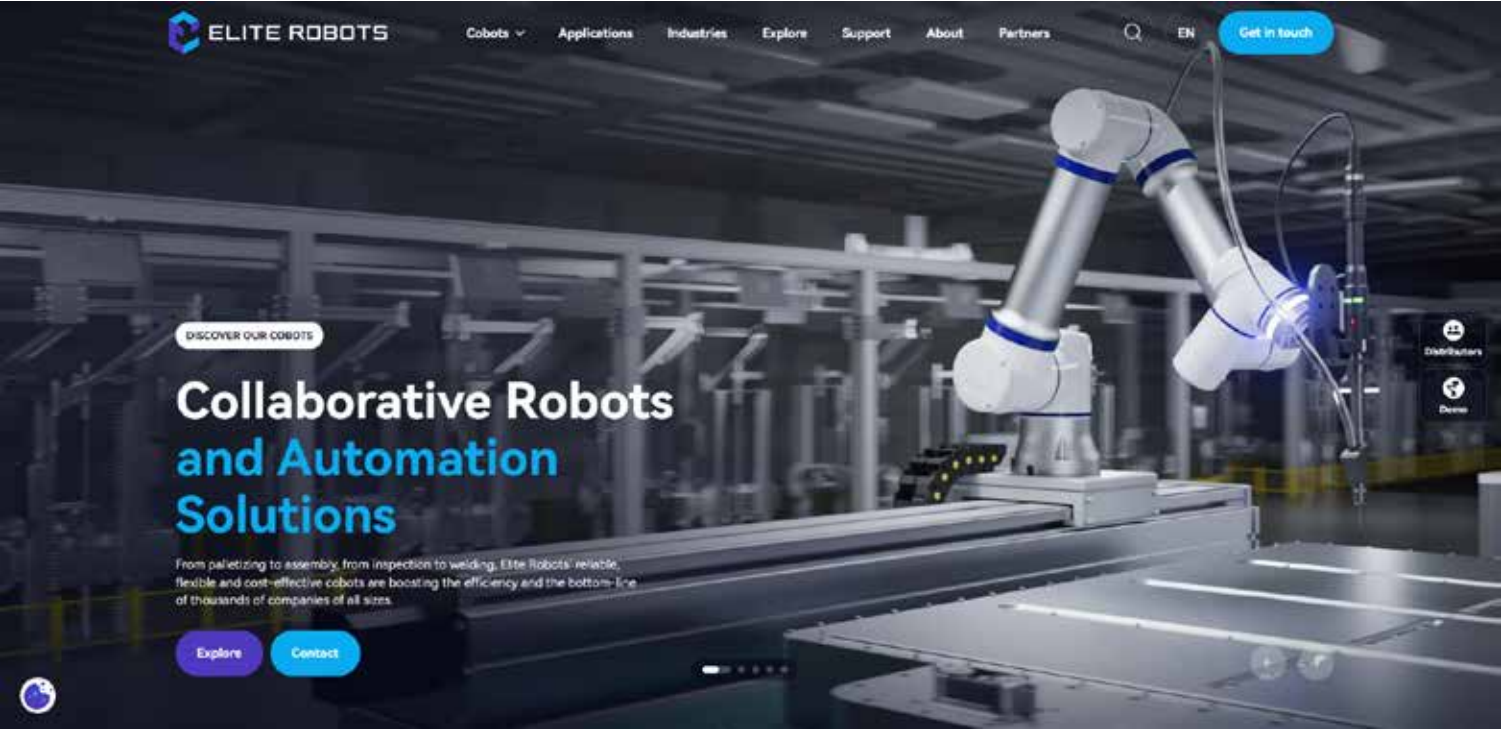 ELITE ROBOTS
Cobots Applications Industries Explore Support About Partners EN Get in touch
DISCOVER OUR COBOTS
Collaborative Robots
and Automation
Solutions
From palletizing to assembly, from inspection to welding, Elite Robots' reliable,
flexible and cost-effective cobots are boosting the efficiency and the bottom-line
of thousands of companies of all sizes.
Explore Contact
Distributors
Demo